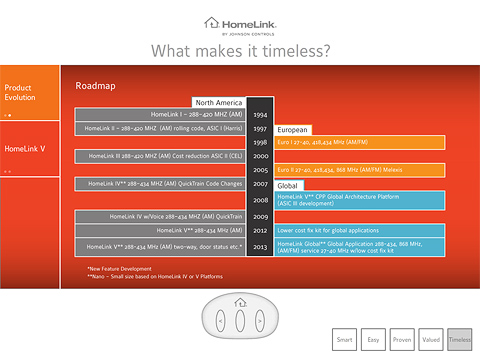 HomeLink®
BY JOHNSON CONTROLS
What makes it timeless?
Product
Evolution
HomeLink V
Roadmap
North America
HomeLink I – 288–420 MHZ (AM)
1994
HomeLink II – 288–420 MHZ (AM) rolling code, ASIC I (Harris)
1997
European
1998
Euro I 27-40, 418,434 MHz (AM/FM)
HomeLink III 288-420 MHZ (AM) Cost reduction ASIC II (CEL)
2000
2005
Euro II 27-40, 418,434, 868 MHz (AM/FM) Melexis
HomeLink IV** 288-434 MHZ (AM) QuickTrain Code Changes
2007
Global
2008
HomeLink V** CPP Global Architecture Platform
(ASIC III development)
HomeLink IV w/Voice 288-434 MHZ (AM) QuickTrain
2009
HomeLink V** 288-434 MHz (AM)
2012
Lower cost fix kit for global applications
HomeLink V** 288-434 MHz (AM) two-way, door status etc.*
2013
HomeLink Global** Global Application 288-434, 868 MHz,
(AM/FM) service 27-40 MHZ w/low cost fix kit
*New Feature Development
**Nano – Small size based on HomeLink IV or V Platforms
< >
Smart
Easy
Proven
Valued
Timeless